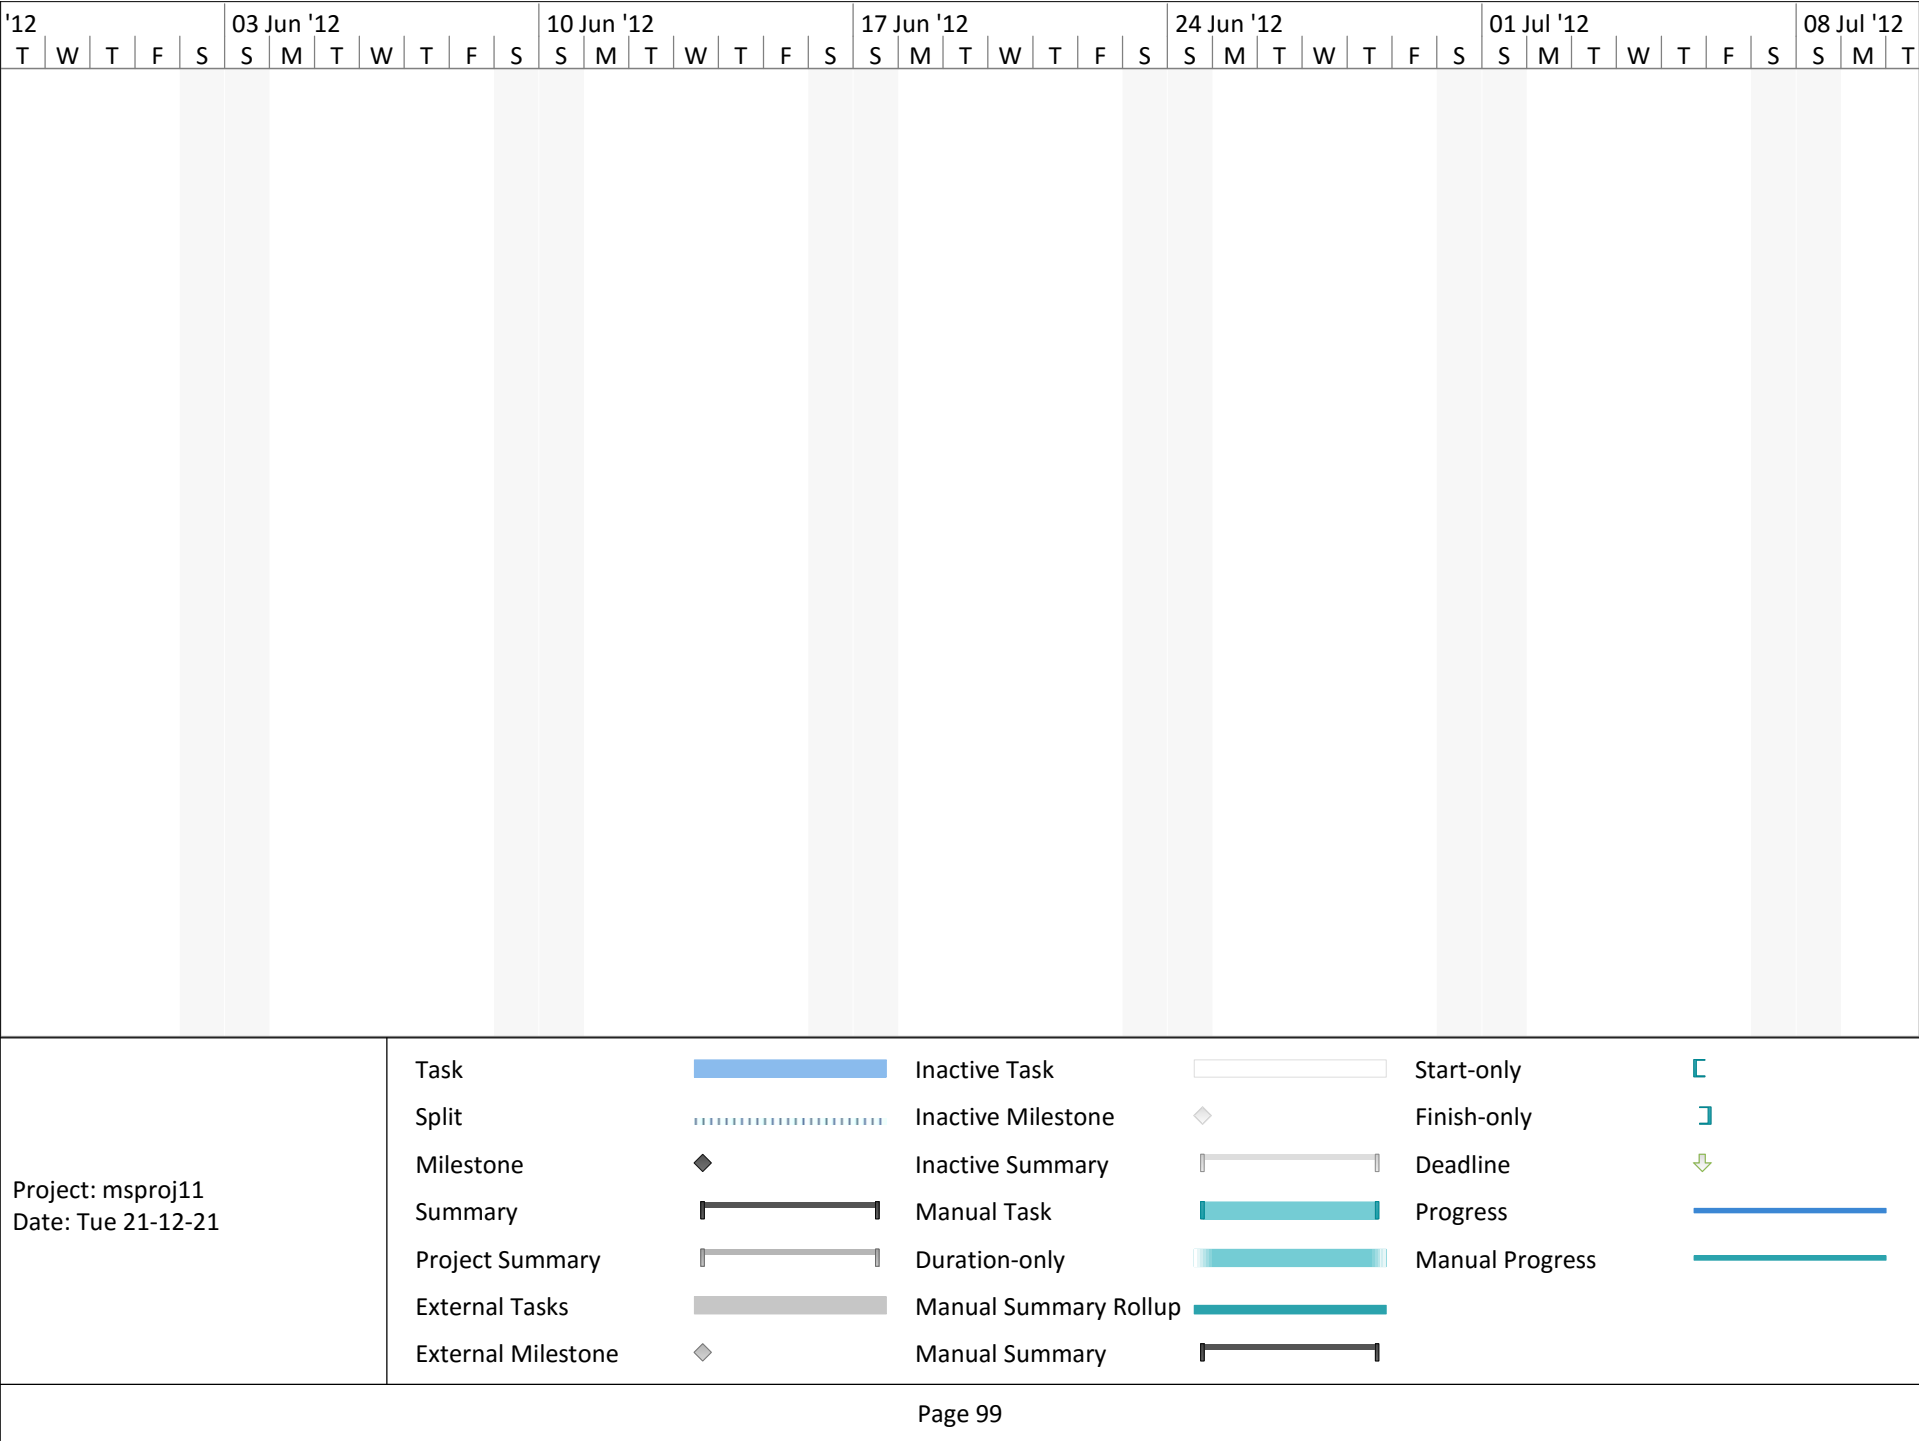 '12 03 Jun '12 10 Jun '12 17 Jun '12 24 Jun '12 01 Jul '12 08 Jul '12
T W T F S S M T W T F S S M T W T F S S M T W T F S S M T W T F S S M T W T F S S M T
Project: msproj11
Date: Tue 21-12-21
Task
Split
Milestone
Summary
Project Summary
External Tasks
External Milestone
Inactive Task
Inactive Milestone
Inactive Summary
Manual Task
Duration-only
Manual Summary Rollup
Manual Summary
Start-only
Finish-only
Deadline
Progress
Manual Progress
Page 99